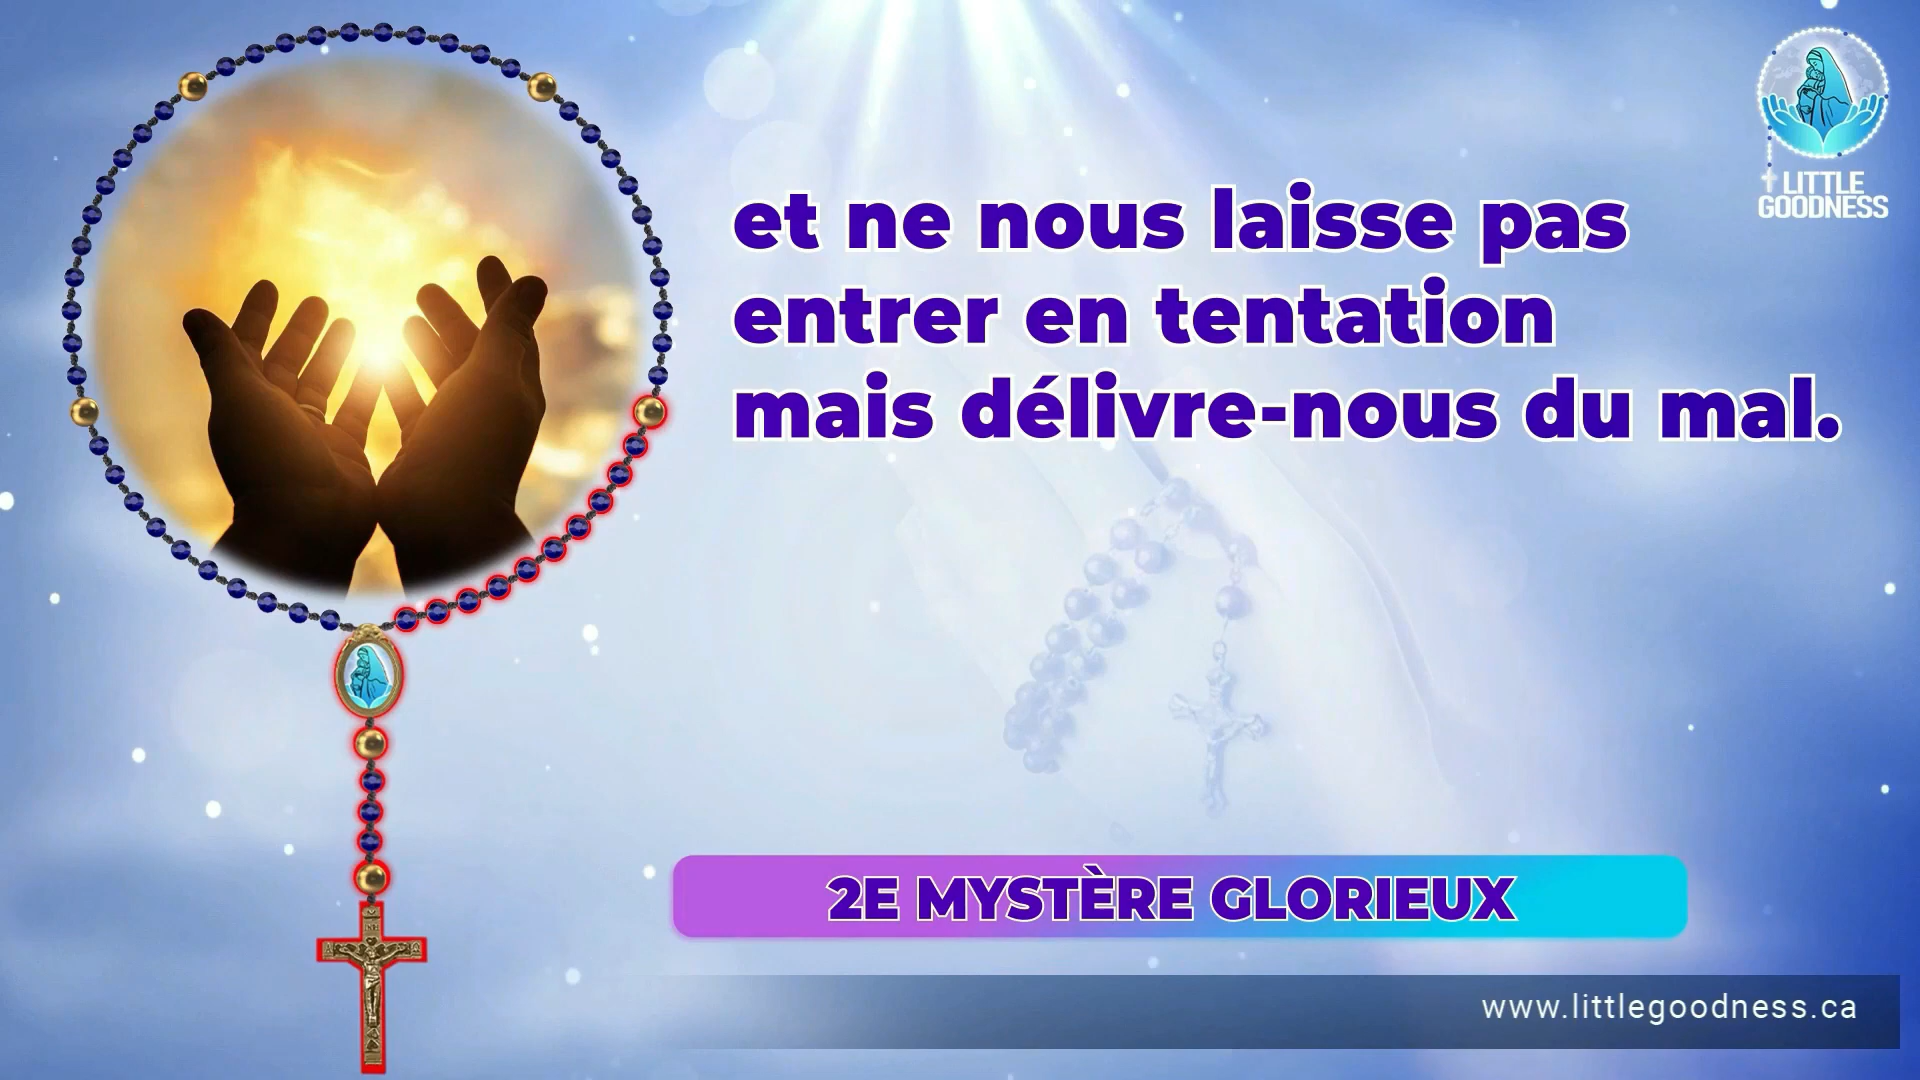 LITTLE
GOODNESS
et ne nous laisse pas
entrer en tentation
mais délivre-nous du mal.
2E MYSTÈRE GLORIEUX
www.littlegoodness.ca